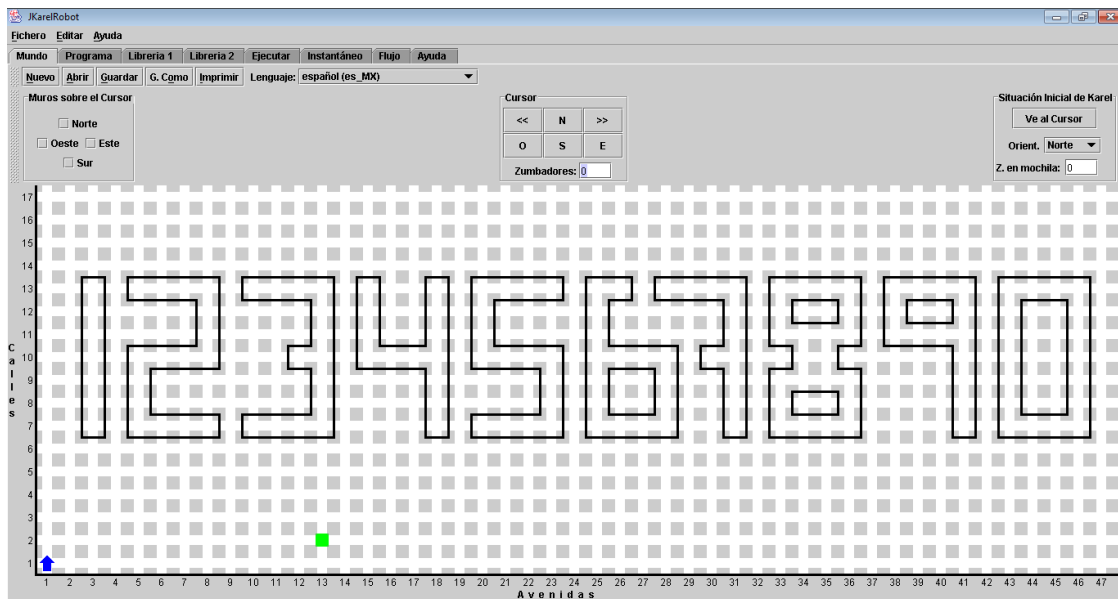 JKarelRobot
Fichero Editar Ayuda
Mundo Programa Libreria 1 Libreria 2 Ejecutar Instantáneo Flujo Ayuda
Nuevo Abrir Guardar G. Como Imprimir Lenguaje: español (es_MX)
Muros sobre el Cursor
Norte
Oeste Este
Sur
Cursor
<< N >>
O S E
Zumbadores: 0
Situación Inicial de Karel
Ve al Cursor
Orient. Norte
Z. en mochila: 0
17
16
15
14
13
12
11
10
9
8
7
6
5
4
3
2
1
Calles
1234567890
1 2 3 4 5 6 7 8 9 10 11 12 13 14 15 16 17 18 19 20 21 22 23 24 25 26 27 28 29 30 31 32 33 34 35 36 37 38 39 40 41 42 43 44 45 46 47
Avenidas